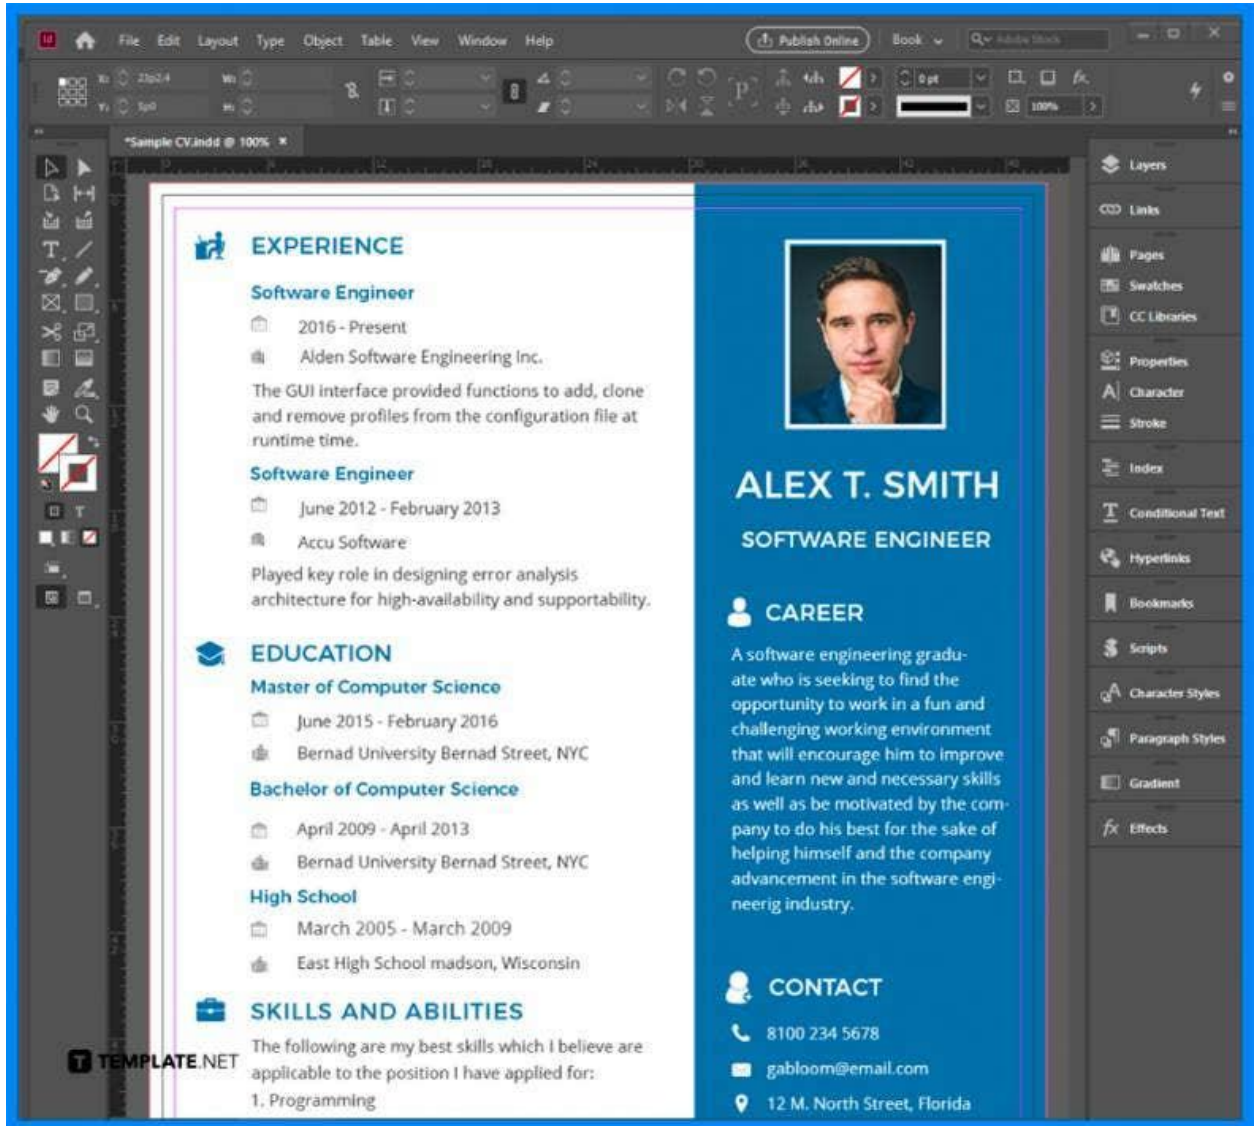 Id
File Edit Layout Type Object Table View Window Help
Publish Online
Book
Adobe Stock
X: 23p2.4
W:
Y: 5p0
H:
0 pt
100%
*Sample CV.indd @ 100% ×
EXPERIENCE
Software Engineer
2016 - Present
Alden Software Engineering Inc.
The GUI interface provided functions to add, clone
and remove profiles from the configuration file at
runtime time.
Software Engineer
June 2012 - February 2013
Accu Software
Played key role in designing error analysis
architecture for high-availability and supportability.
EDUCATION
Master of Computer Science
June 2015 - February 2016
Bernad University Bernad Street, NYC
Bachelor of Computer Science
April 2009 - April 2013
Bernad University Bernad Street, NYC
High School
March 2005 - March 2009
East High School madson, Wisconsin
SKILLS AND ABILITIES
The following are my best skills which I believe are
applicable to the position I have applied for:
1. Programming
ALEX T. SMITH
SOFTWARE ENGINEER
CAREER
A software engineering gradu-
ate who is seeking to find the
opportunity to work in a fun and
challenging working environment
that will encourage him to improve
and learn new and necessary skills
as well as be motivated by the com-
pany to do his best for the sake of
helping himself and the company
advancement in the software engi-
neerig industry.
CONTACT
8100 234 5678
gabloom@email.com
12 M. North Street, Florida
Layers
Links
Pages
Swatches
CC Libraries
Properties
Character
Stroke
Index
Conditional Text
Hyperlinks
Bookmarks
Scripts
Character Styles
Paragraph Styles
Gradient
Effects
T TEMPLATE.NET